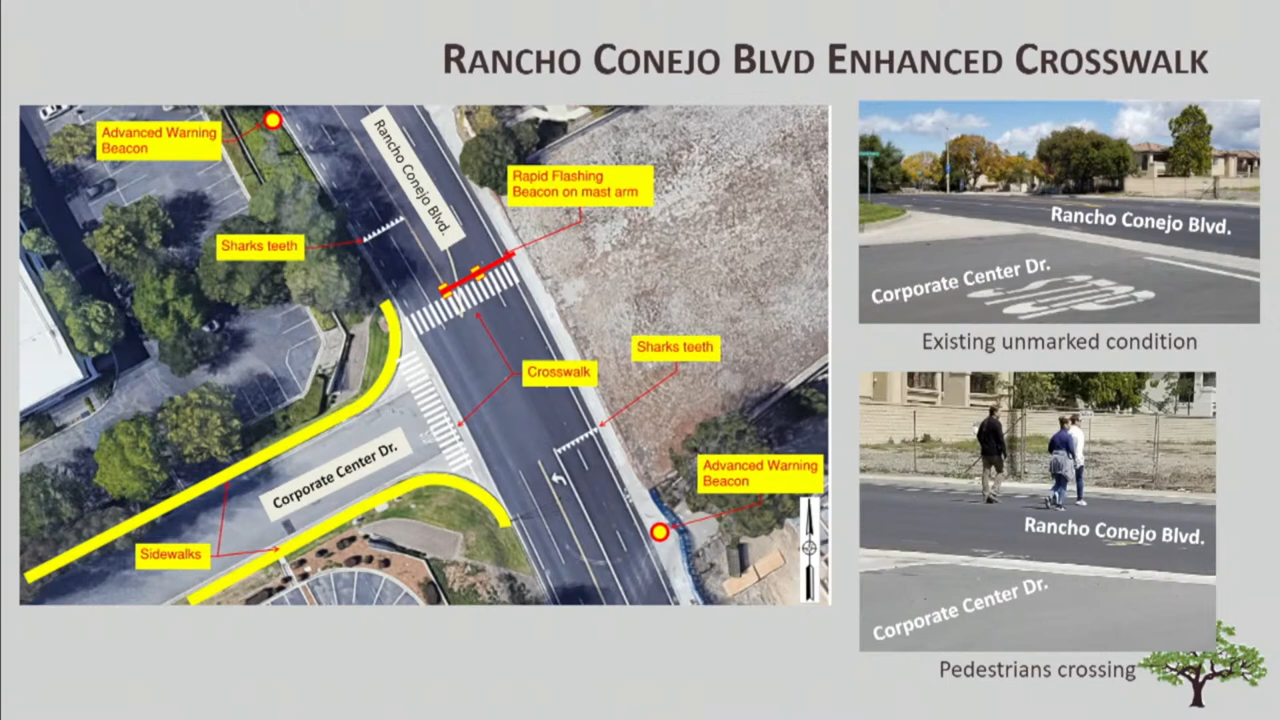 RANCHO CONEJO BLVD ENHANCED CROSSWALK
Advanced Warning
Beacon
Rancho Conejo Blvd.
Rapid Flashing
Beacon on mast arm
Sharks teeth
Sharks teeth
Crosswalk
Corporate Center Dr.
Advanced Warning
Beacon
Sidewalks
Rancho Conejo Blvd.
Corporate Center Dr.
STOP
Existing unmarked condition
Rancho Conejo Blvd.
Corporate Center Dr.
Pedestrians crossing